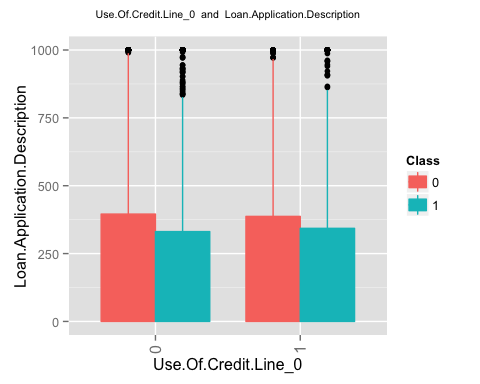 Use.Of.Credit.Line_0 and Loan.Application.Description
1000
750
500
250
0
Loan.Application.Description
0
1
Use.Of.Credit.Line_0
Class
0
1